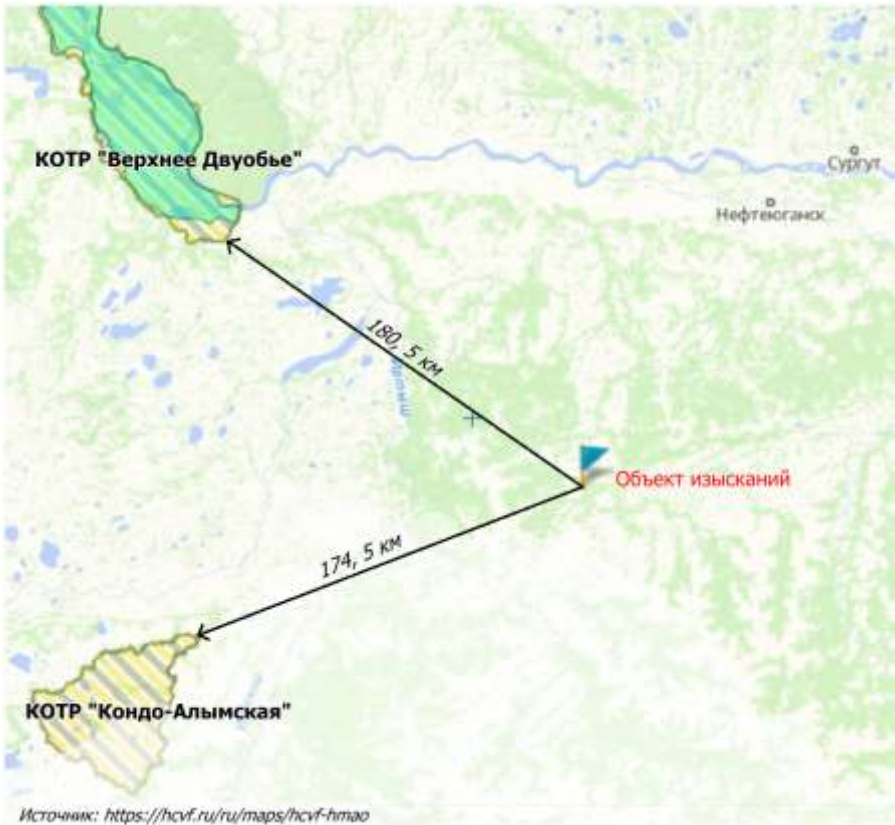 КОТР "Верхнее Двуобье"
Сургут
Нефтеюганск
180, 5 км
Иртыш
Объект изысканий
174, 5 км
КОТР "Кондо-Алымская"
Источник: https://hcvf.ru/ru/maps/hcvf-hmao